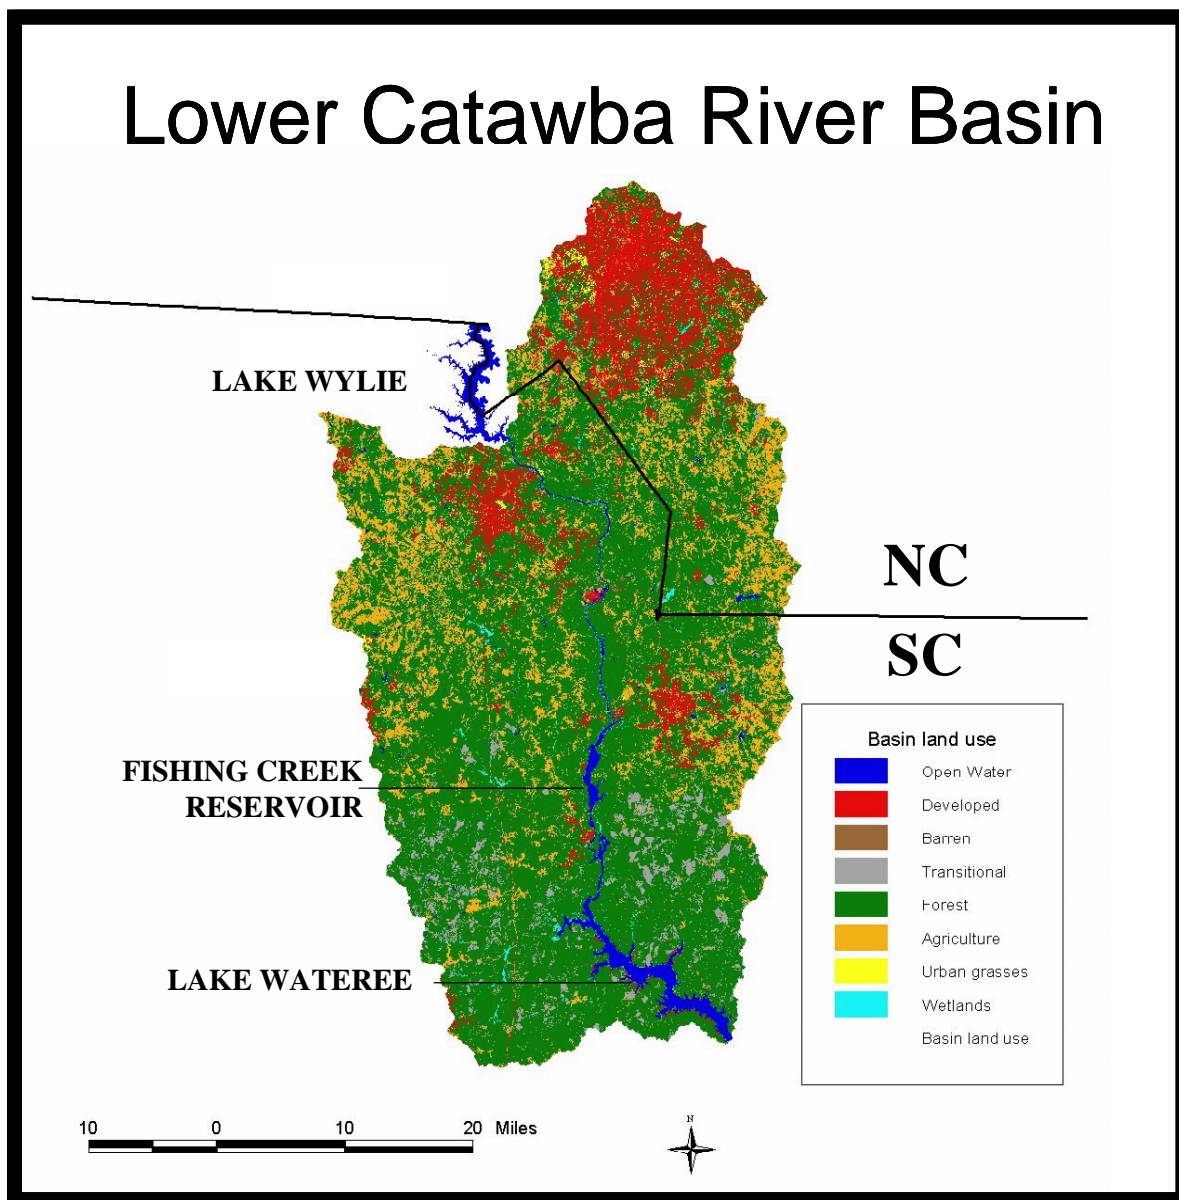 Lower Catawba River Basin
LAKE WYLIE
NC
SC
FISHING CREEK
RESERVOIR
LAKE WATEREE
Basin land use
Open Water
Developed
Barren
Transitional
Forest
Agriculture
Urban grasses
Wetlands
Basin land use
10 0 10 20 Miles
N